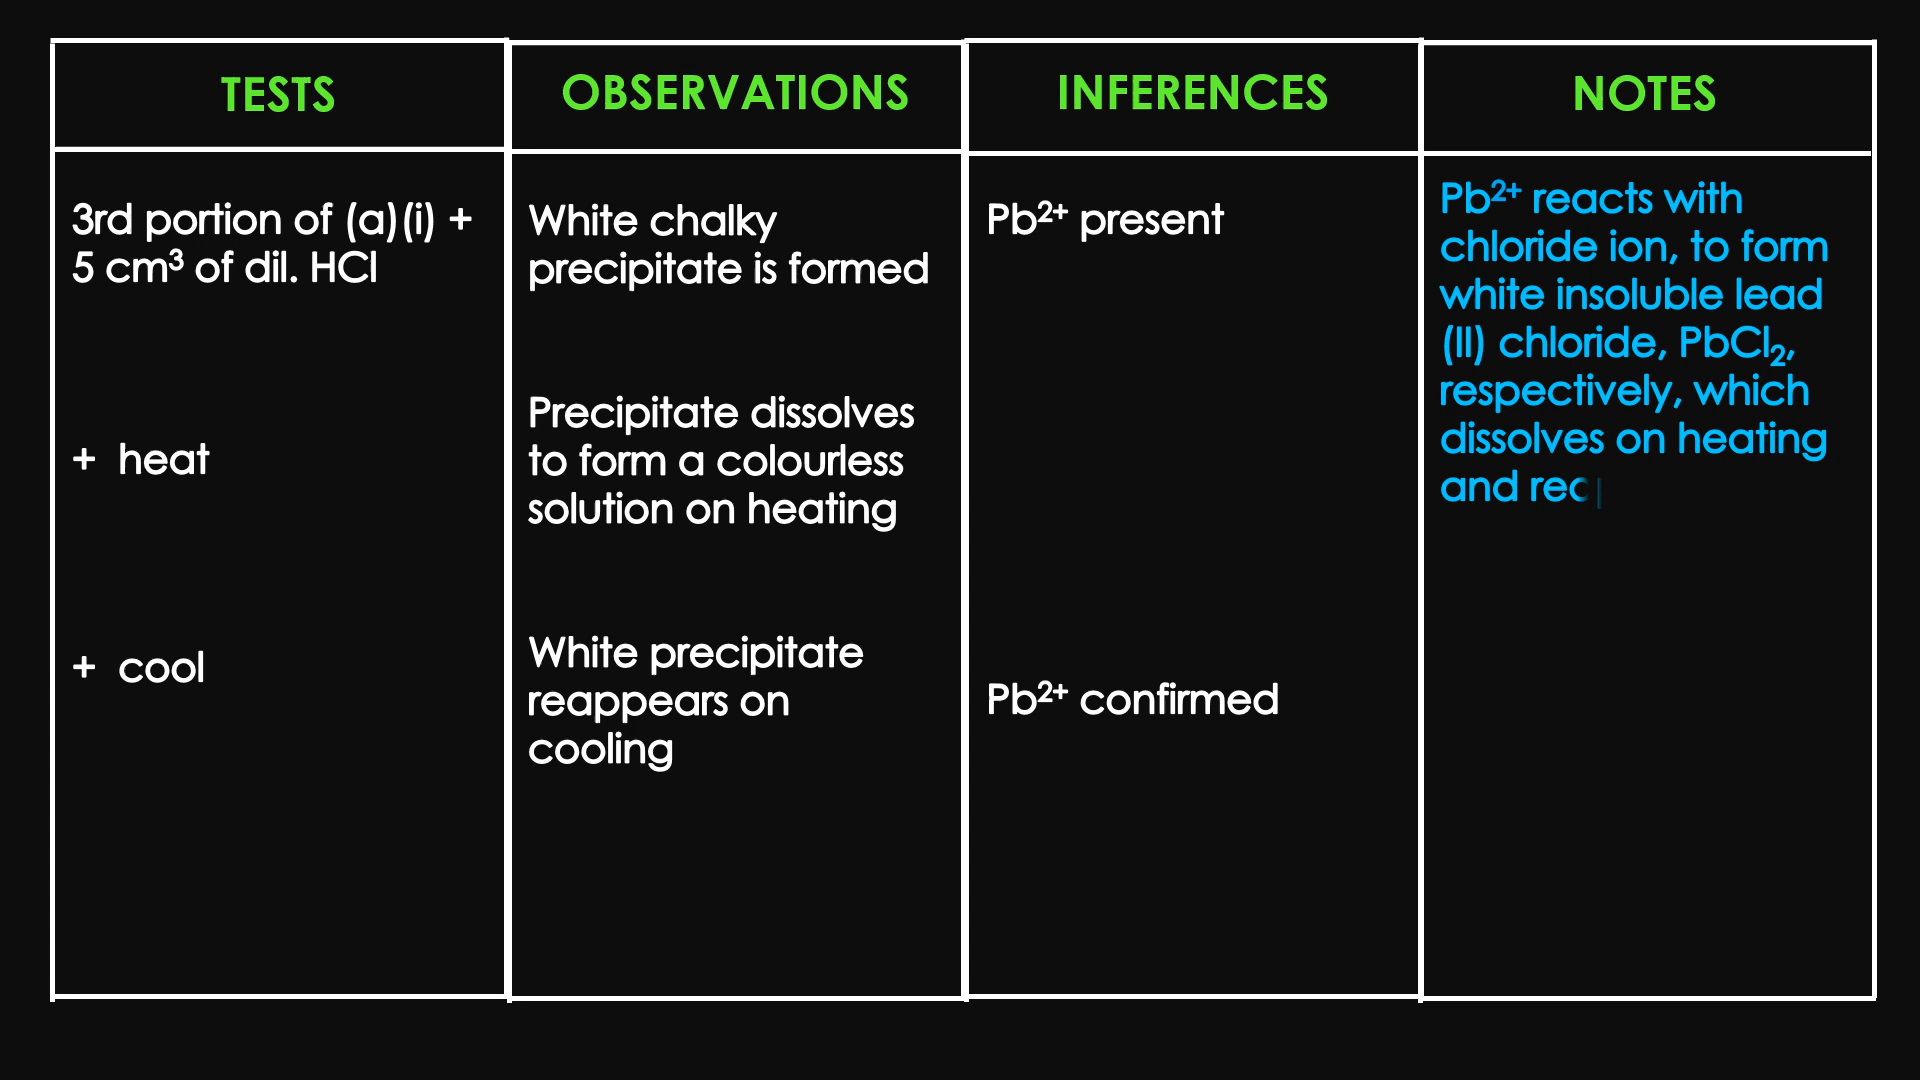 TESTS
OBSERVATIONS
INFERENCES
NOTES
3rd portion of (a)(i) +
5 cm³ of dil. HCl
+ heat
+ cool
White chalky
precipitate is formed
Precipitate dissolves
to form a colourless
solution on heating
White precipitate
reappears on
cooling
Pb²⁺ present
Pb²⁺ confirmed
Pb²⁺ reacts with
chloride ion, to form
white insoluble lead
(II) chloride, PbCl₂,
respectively, which
dissolves on heating
and